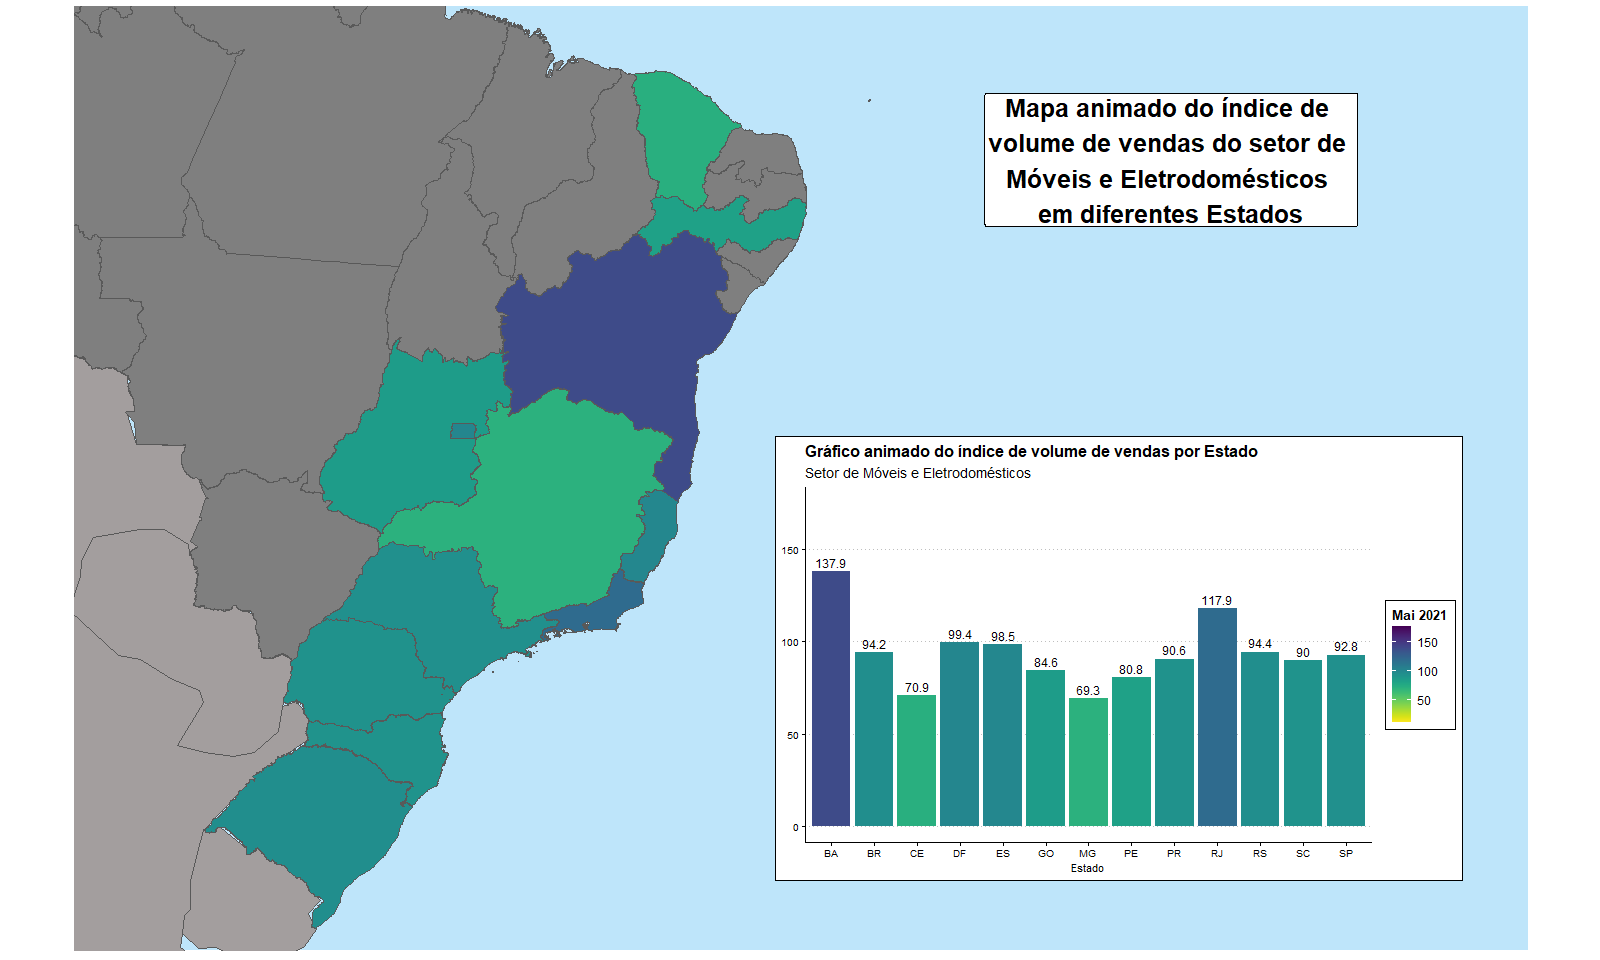 Mapa animado do índice de
volume de vendas do setor de
Móveis e Eletrodomésticos
em diferentes Estados
Gráfico animado do índice de volume de vendas por Estado
Setor de Móveis e Eletrodomésticos
150
100
50
0
137.9
94.2
70.9
99.4
98.5
84.6
69.3
80.8
90.6
117.9
94.4
90
92.8
BA BR CE DF ES GO MG PE PR RJ RS SC SP
Estado
Mai 2021
150
100
50